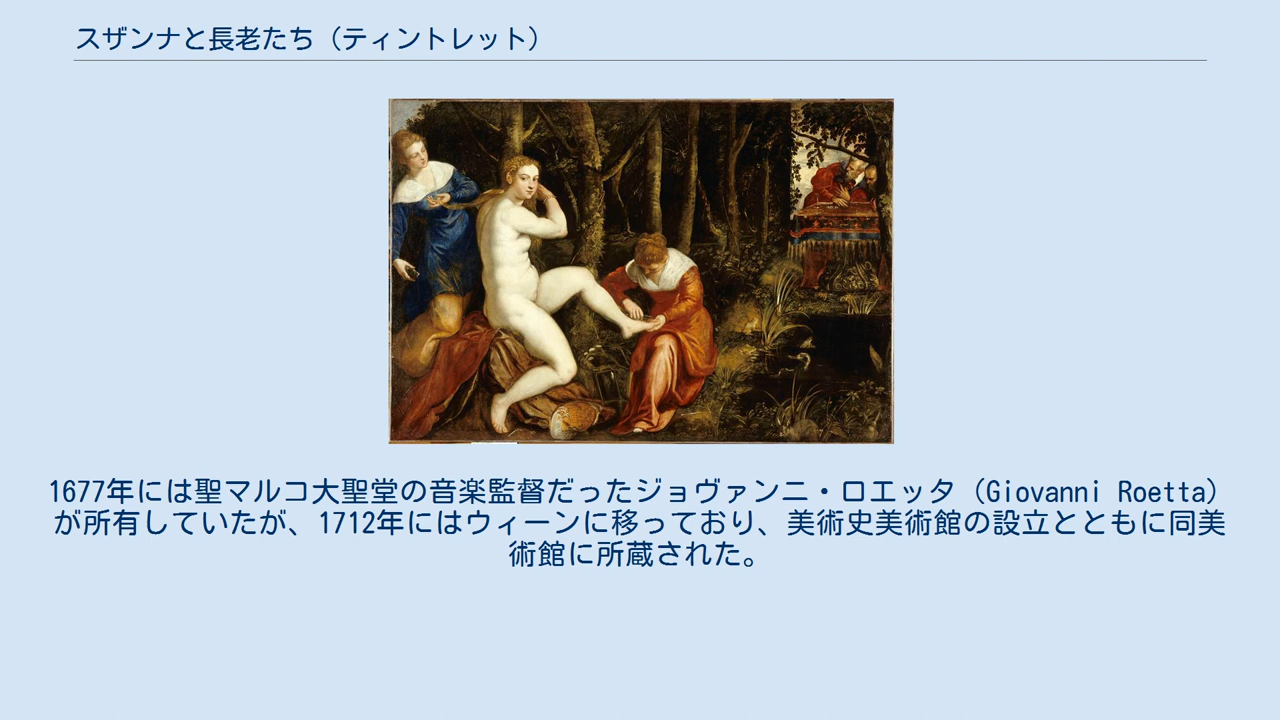 スザンナと長老たち（ティントレット）
1677年には聖マルコ大聖堂の音楽監督だったジョヴァンニ・ロエッタ（Giovanni Roetta）
が所有していたが、1712年にはウィーンに移っており、美術史美術館の設立とともに同美
術館に所蔵された。